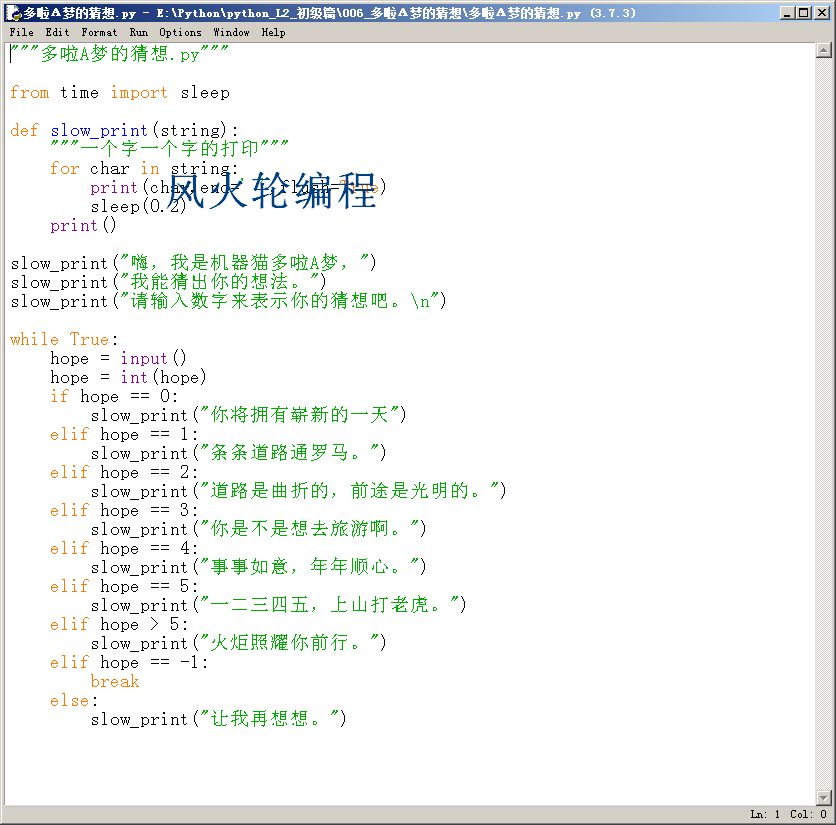 多啦A梦的猜想.py - E:\Python\python_L2_初级篇\006_多啦A梦的猜想\多啦A梦的猜想.py (3.7.3)
File Edit Format Run Options Window Help
"""多啦A梦的猜想.py"""
from time import sleep
def slow_print(string):
"""一个字一个字的打印"""
for char in string:
print(char,end='',flush=True)
风火轮编程
sleep(0.2)
print()
slow_print("嗨，我是机器猫多啦A梦，")
slow_print("我能猜出你的想法。")
slow_print("请输入数字来表示你的猜想吧。\n")
while True:
hope = input()
hope = int(hope)
if hope == 0:
slow_print("你将拥有崭新的一天")
elif hope == 1:
slow_print("条条道路通罗马。")
elif hope == 2:
slow_print("道路是曲折的，前途是光明的。")
elif hope == 3:
slow_print("你是不是想去旅游啊。")
elif hope == 4:
slow_print("事事如意，年年顺心。")
elif hope == 5:
slow_print("一二三四五，上山打老虎。")
elif hope > 5:
slow_print("火炬照耀你前行。")
elif hope == -1:
break
else:
slow_print("让我再想想。")
Ln: 1 Col: 0